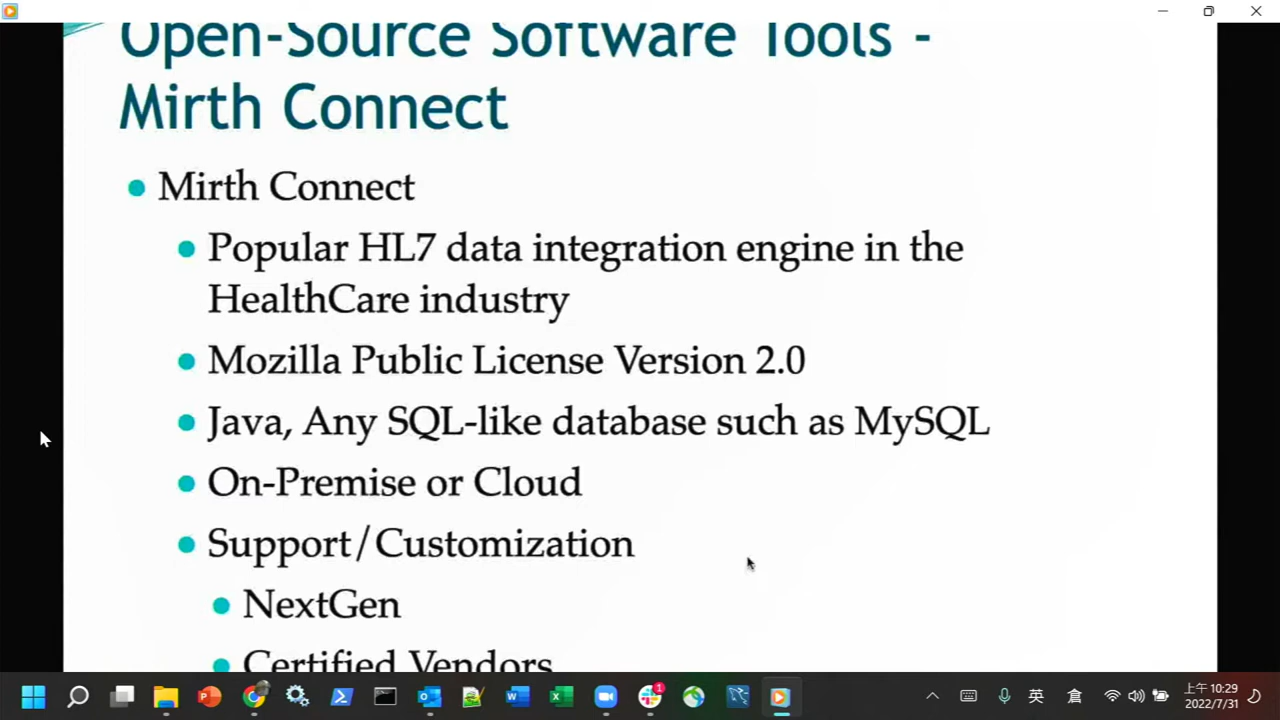 Open-Source Software Tools -
Mirth Connect
Mirth Connect
Popular HL7 data integration engine in the
HealthCare industry
Mozilla Public License Version 2.0
Java, Any SQL-like database such as MySQL
On-Premise or Cloud
Support/Customization
NextGen
Certified Vendors
1
英
倉
上午 10:29
2022/7/31